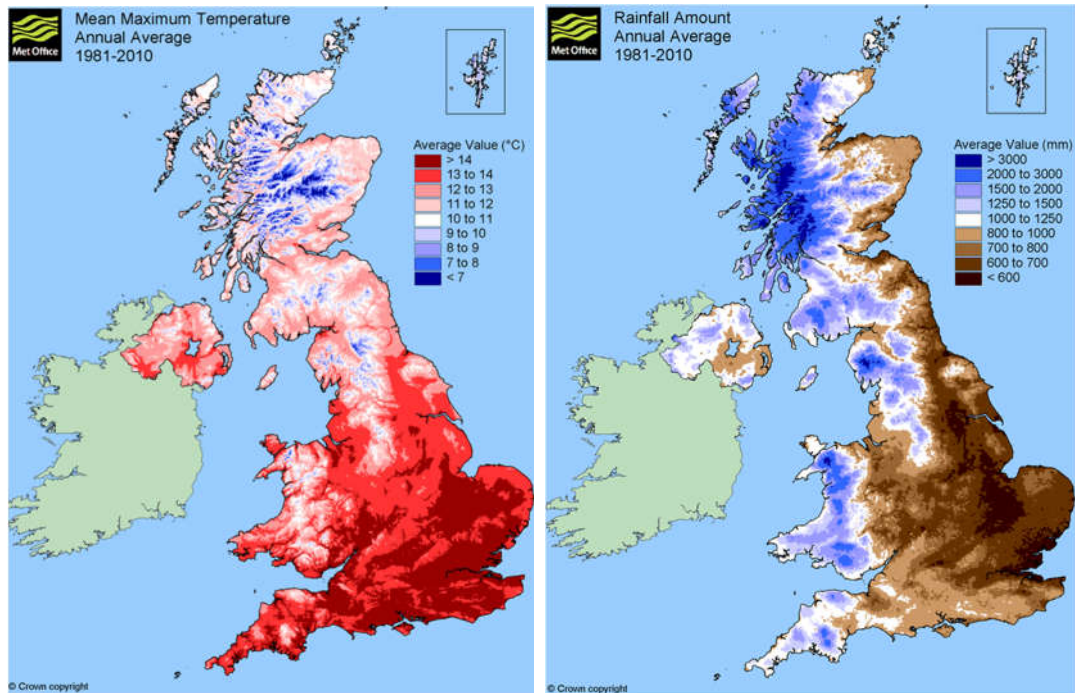 Met Office
Mean Maximum Temperature
Annual Average
1981-2010
Average Value (°C)
> 14
13 to 14
12 to 13
11 to 12
10 to 11
9 to 10
8 to 9
7 to 8
< 7
© Crown copyright
Met Office
Rainfall Amount
Annual Average
1981-2010
Average Value (mm)
> 3000
2000 to 3000
1500 to 2000
1250 to 1500
1000 to 1250
800 to 1000
700 to 800
600 to 700
< 600
© Crown copyright